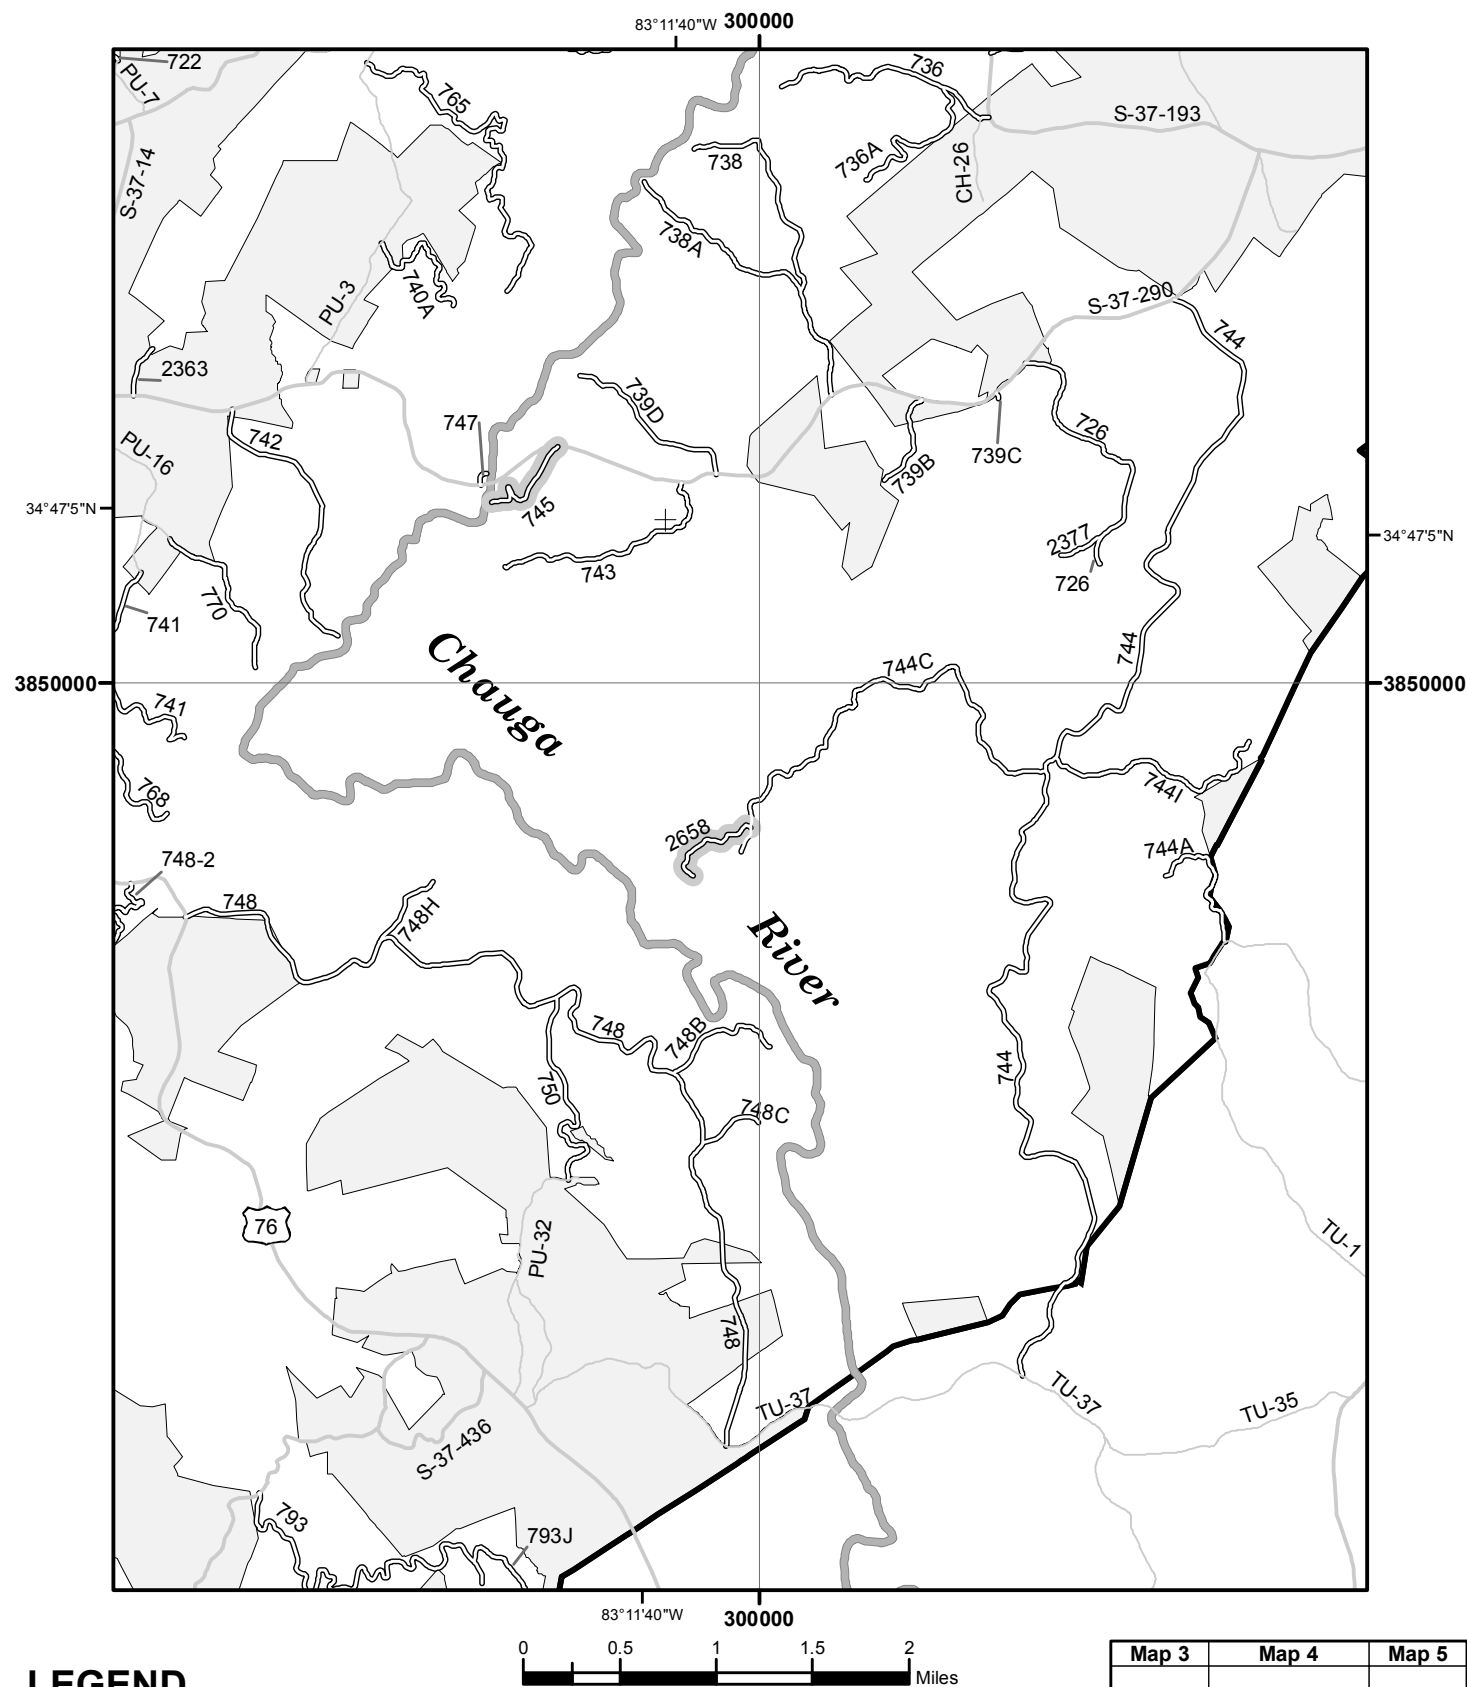 83°11'40"W 300000
722
PU-7
765
736
S-37-193
S-37-14
738
736A
CH-26
738A
PU-3
740A
S-37-290
744
2363
739D
747
742
726
PU-16
739C
739B
34°47'5"N
745
34°47'5"N
2377
743
726
770
741
Chauga
744
744C
3850000
3850000
741
768
744I
2658
744A
748-2
748
748H
River
748
748B
744
750
748C
76
PU-32
TU-1
748
TU-37
TU-37
TU-35
S-37-436
793
793J
83°11'40"W 300000
0 0.5 1 1.5 2
Miles
Map 3 Map 4 Map 5
LEGEND